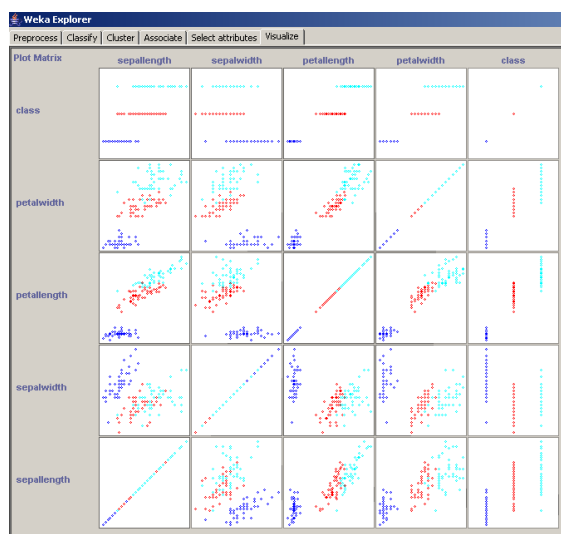 Weka Explorer
Preprocess Classify Cluster Associate Select attributes Visualize
Plot Matrix sepallength sepalwidth petallength petalwidth class
class
petalwidth
petallength
sepalwidth
sepallength